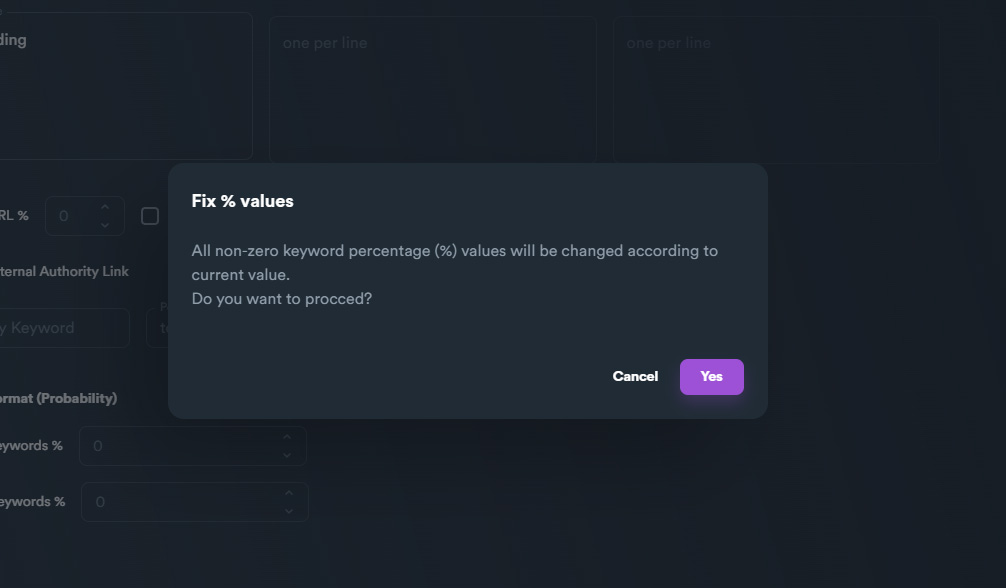 ding
one per line
one per line
RL %
0
Fix % values
All non-zero keyword percentage (%) values will be changed according to
current value.
Do you want to procced?
Cancel
Yes
ternal Authority Link
y Keyword
ormat (Probability)
eywords %
0
eywords %
0